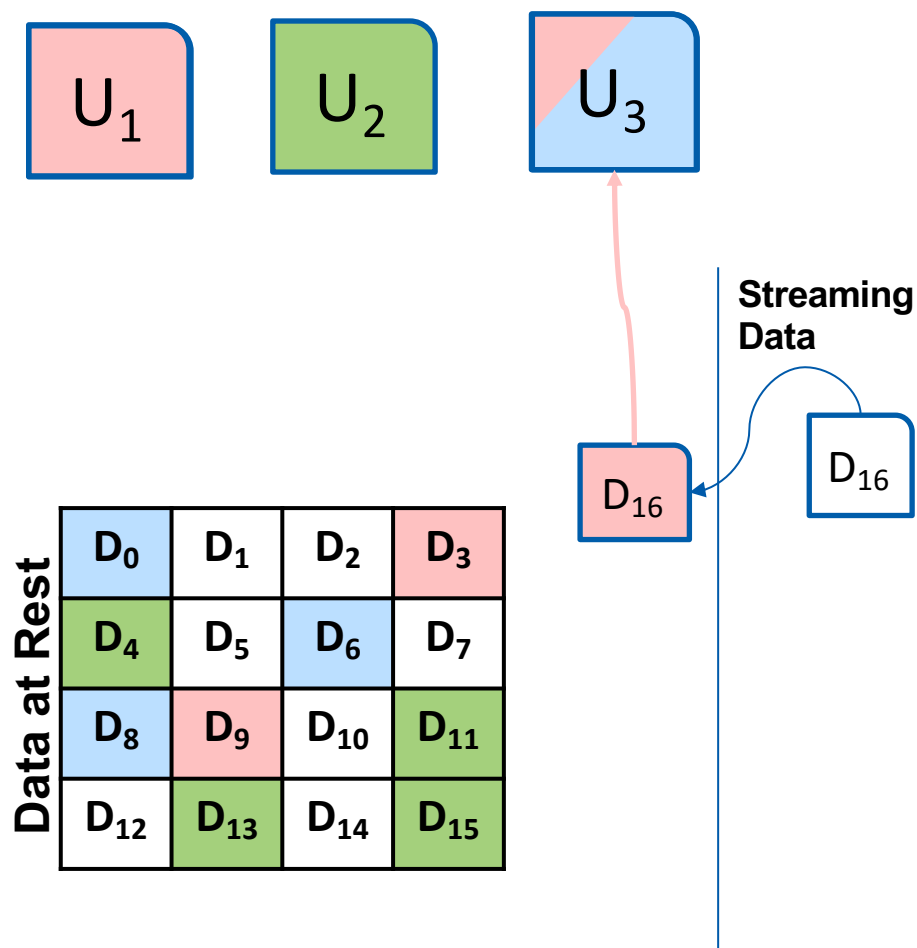 U₁ U₂ U₃
Streaming
Data
D₁₆ D₁₆
Data at Rest
D₀ D₁ D₂ D₃
D₄ D₅ D₆ D₇
D₈ D₉ D₁₀ D₁₁
D₁₂ D₁₃ D₁₄ D₁₅